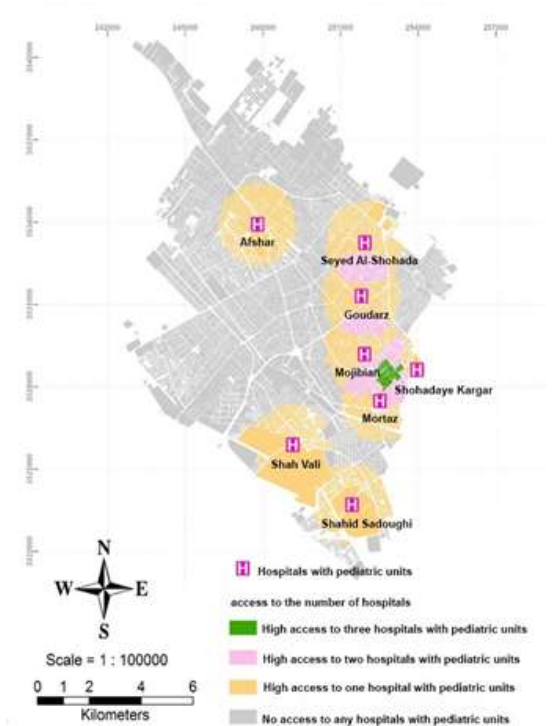 H
Afshar
H
Seyed Al-Shohada
H
Goudarz
H
Mojibian
H
Shohadaye Kargar
H
Mortaz
H
Shah Vali
H
Shahid Sadoughi
N
W E
S
Scale = 1 : 100000
0 1 2 4 6
Kilometers
H Hospitals with pediatric units
access to the number of hospitals
High access to three hospitals with pediatric units
High access to two hospitals with pediatric units
High access to one hospital with pediatric units
No access to any hospitals with pediatric units